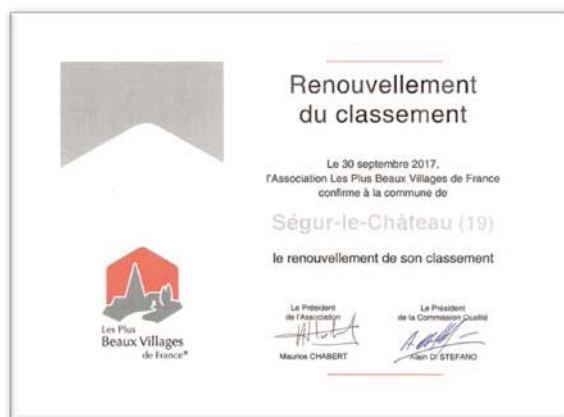 Renouvellement
du classement
Le 30 septembre 2017,
l'Association Les Plus Beaux Villages de France
confirme à la commune de
Ségur-le-Château (19)
le renouvellement de son classement
Les Plus
Beaux Villages
de France®
Le Président
de l'Association
Maurice CHABERT
Le Président
de la Commission Qualité
Alain DI STEFANO